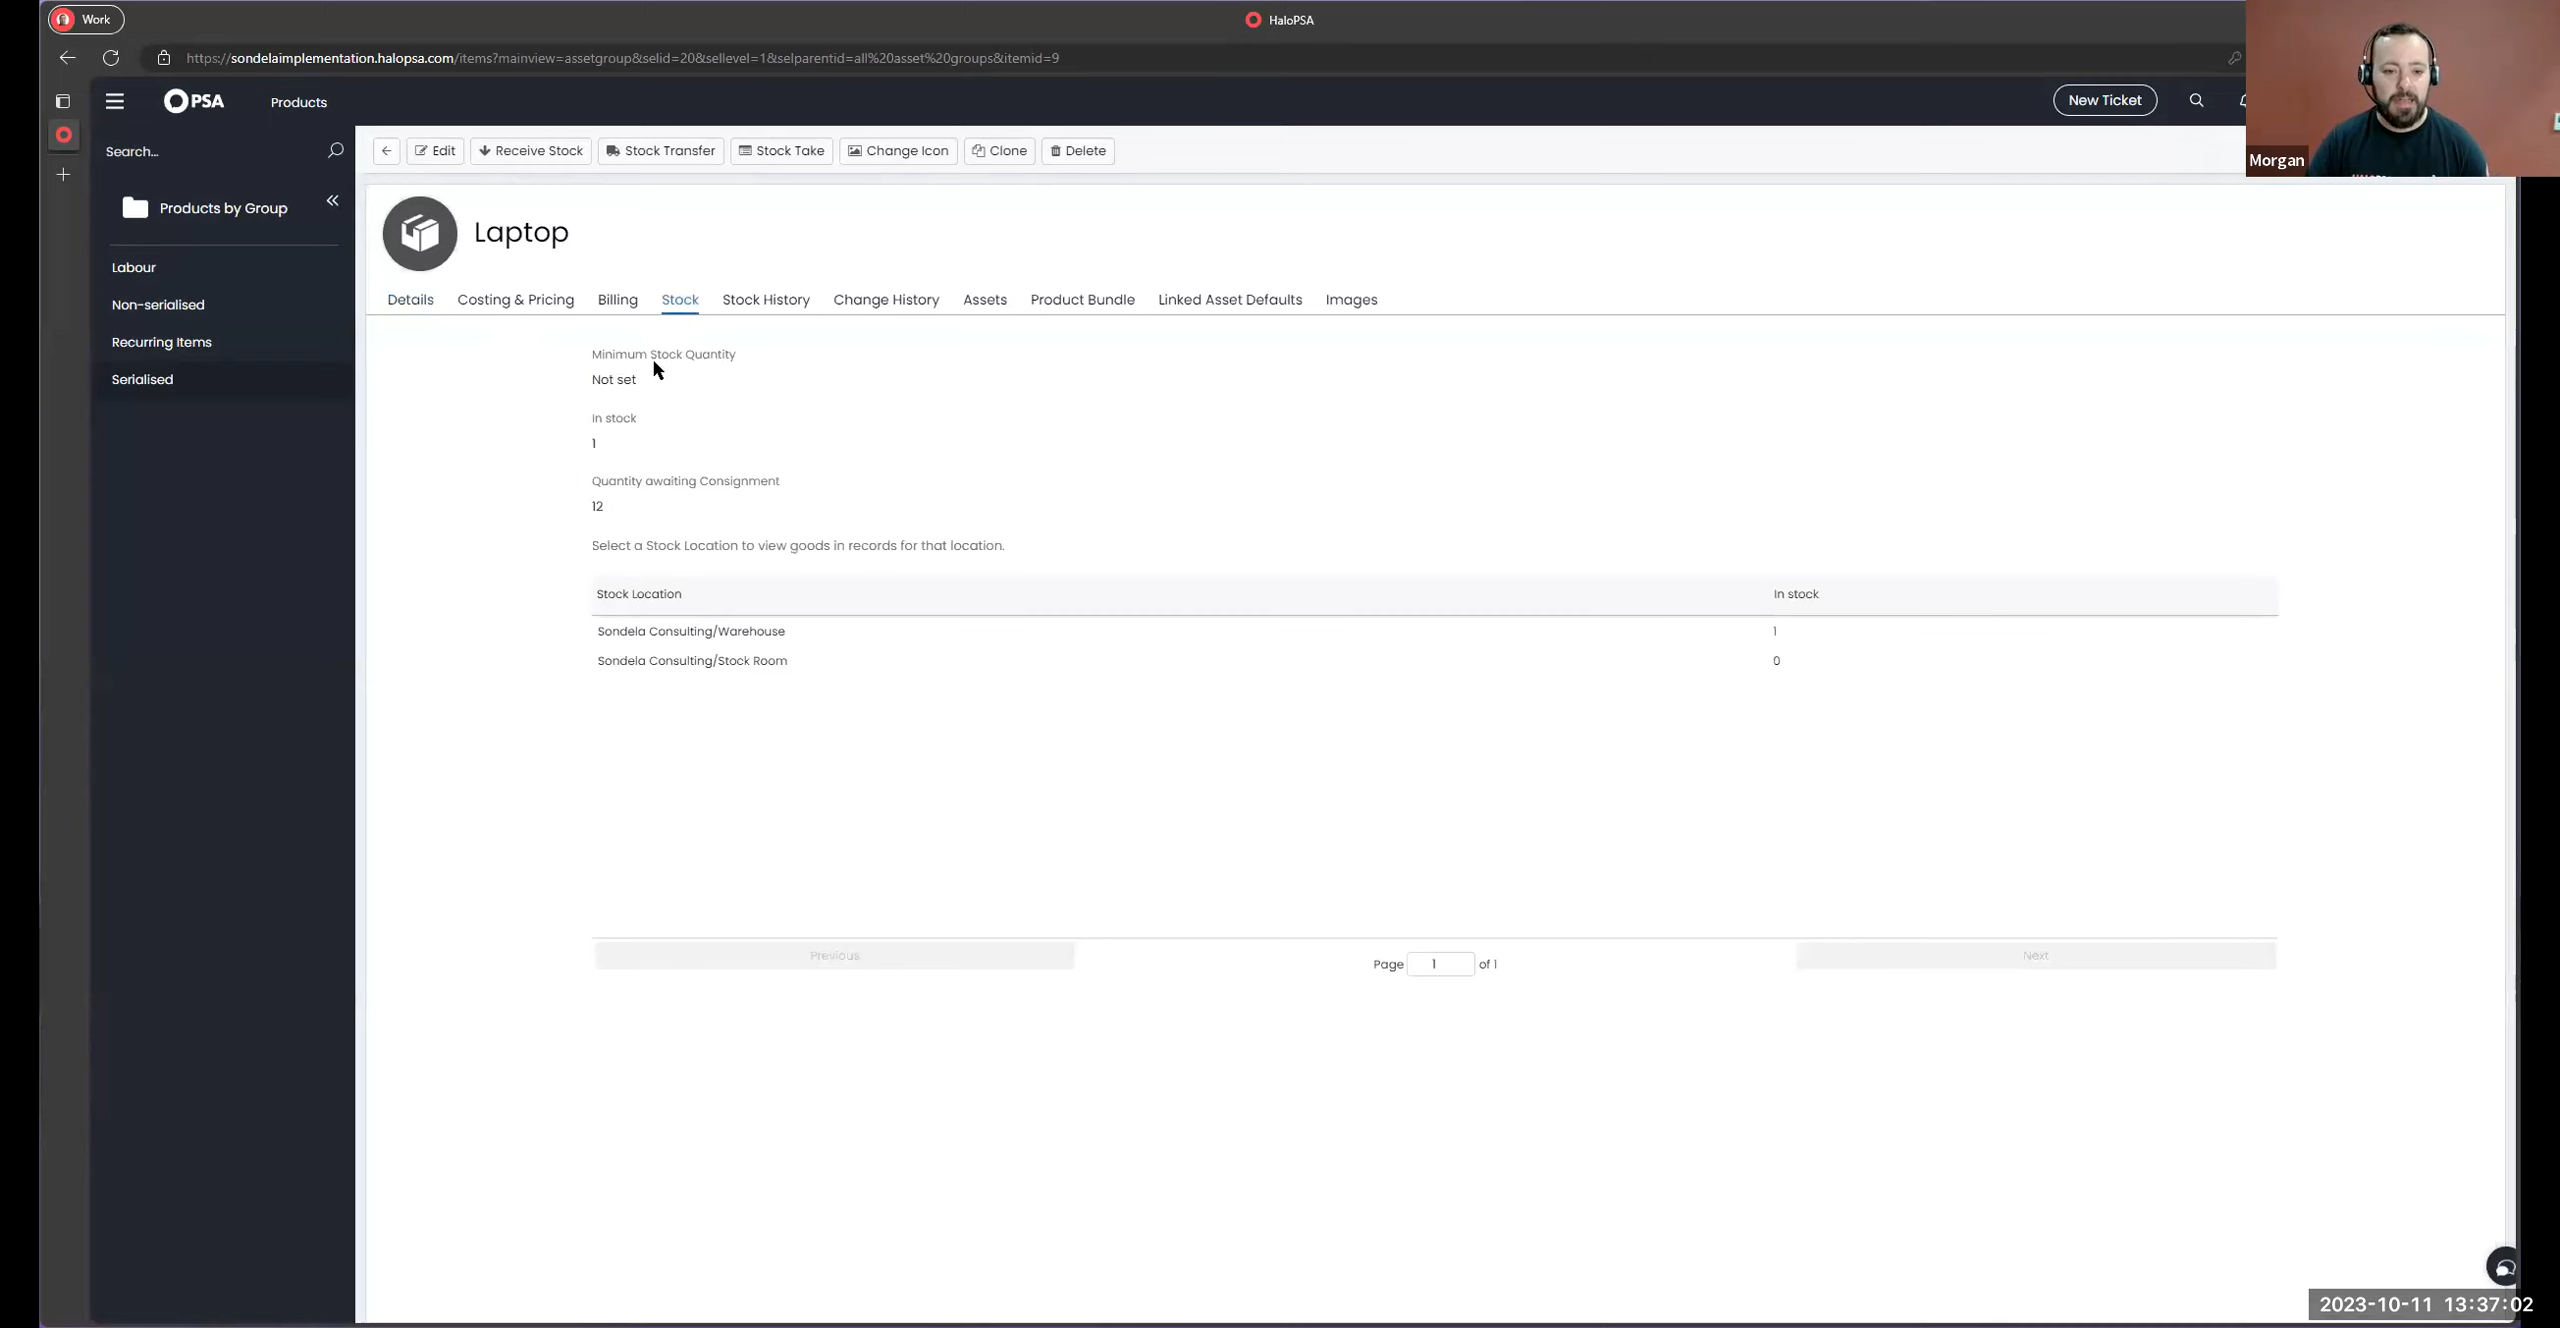 Work
HaloPSA
https://sondelaimplementation.halopsa.com/items?mainview=assetgroup&selid=20&sellevel=1&selparentid=all%20asset%20groups&itemid=9
PSA
Products
New Ticket
Search...
Edit
Receive Stock
Stock Transfer
Stock Take
Change Icon
Clone
Delete
Morgan
Products by Group
Laptop
Labour
Non-serialised
Recurring Items
Serialised
Details
Costing & Pricing
Billing
Stock
Stock History
Change History
Assets
Product Bundle
Linked Asset Defaults
Images
Minimum Stock Quantity
Not set
In stock
1
Quantity awaiting Consignment
12
Select a Stock Location to view goods in records for that location.
Stock Location In stock
Sondela Consulting/Warehouse 1
Sondela Consulting/Stock Room 0
Previous
Page 1 of 1
Next
2023-10-11 13:37:02